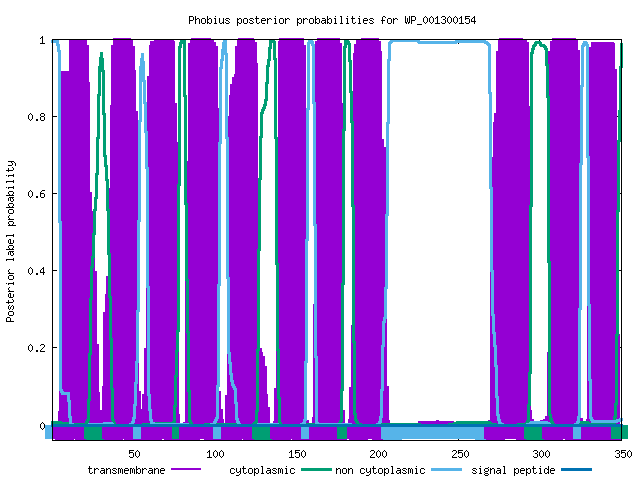 Phobius posterior probabilities for WP_001300154
1
0.8
0.6
0.4
0.2
0
Posterior label probability
50 100 150 200 250 300 350
transmembrane cytoplasmic non cytoplasmic signal peptide